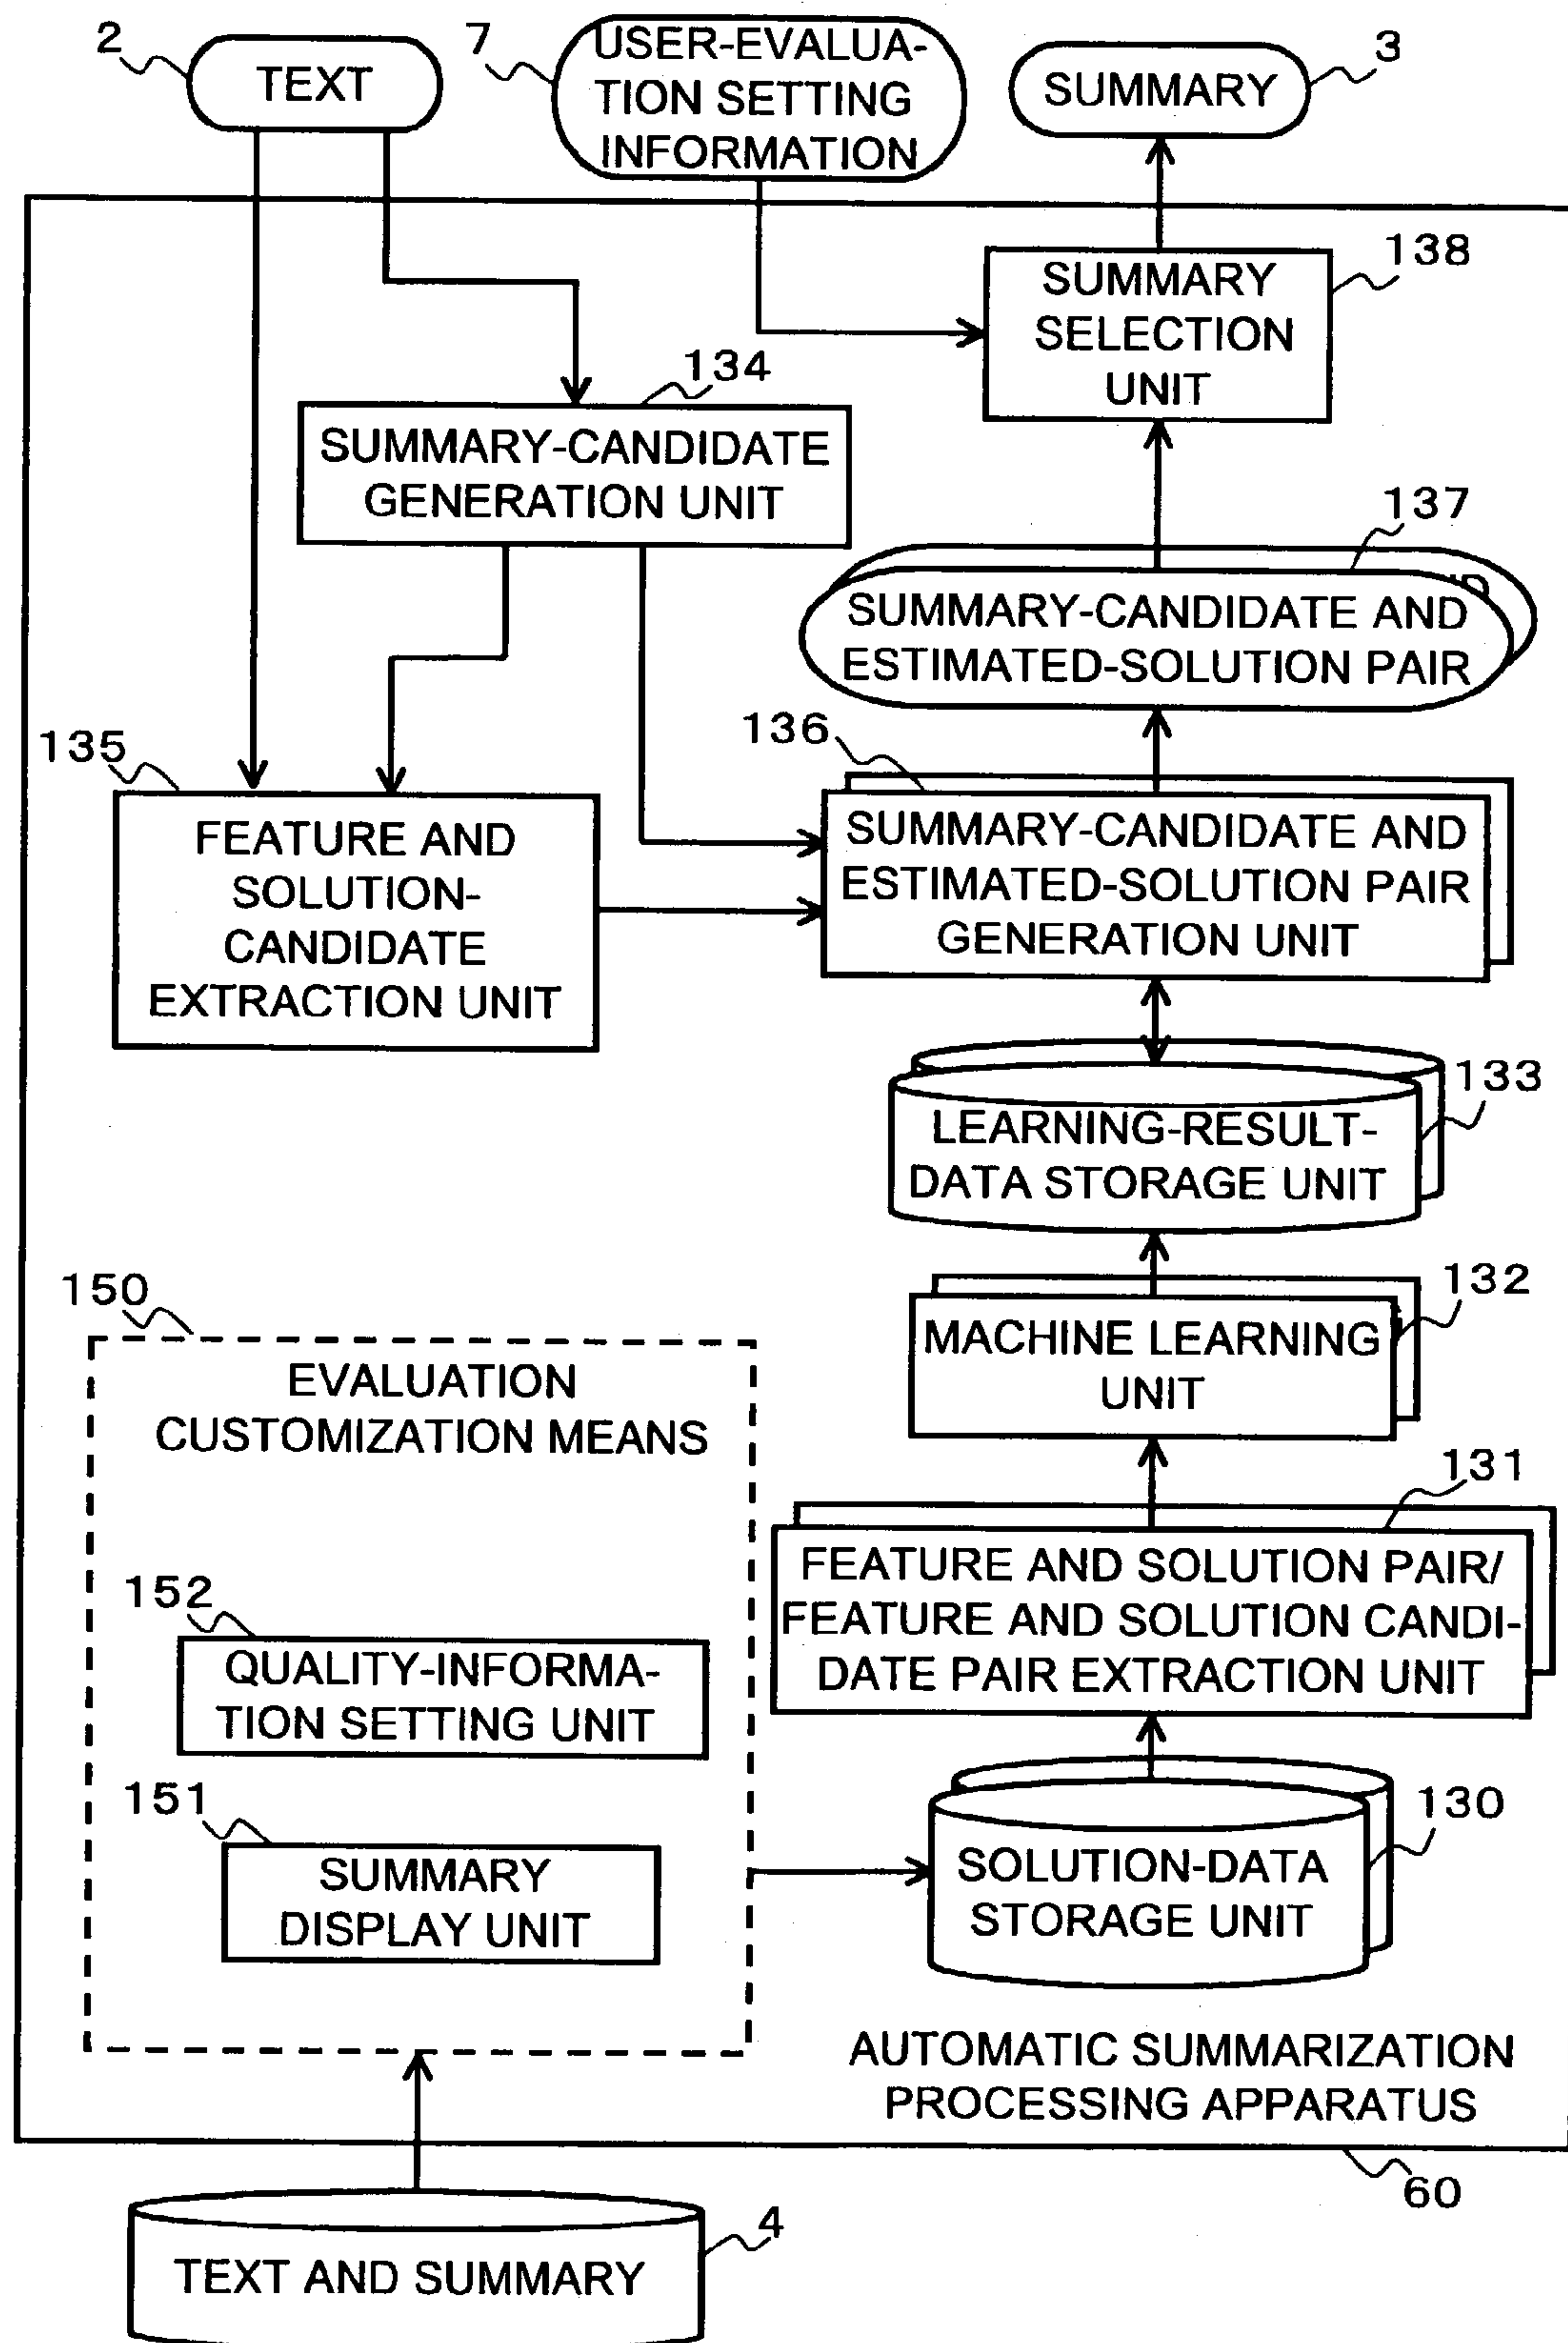 2
TEXT
7
USER-EVALUA-
TION SETTING
INFORMATION
3
SUMMARY
138
SUMMARY
SELECTION
UNIT
134
SUMMARY-CANDIDATE
GENERATION UNIT
137
SUMMARY-CANDIDATE AND
ESTIMATED-SOLUTION PAIR
135
FEATURE AND
SOLUTION-
CANDIDATE
EXTRACTION UNIT
136
SUMMARY-CANDIDATE AND
ESTIMATED-SOLUTION PAIR
GENERATION UNIT
133
LEARNING-RESULT-
DATA STORAGE UNIT
132
MACHINE LEARNING
UNIT
150
EVALUATION
CUSTOMIZATION MEANS
131
FEATURE AND SOLUTION PAIR/
FEATURE AND SOLUTION CANDI-
DATE PAIR EXTRACTION UNIT
152
QUALITY-INFORMA-
TION SETTING UNIT
151
SUMMARY
DISPLAY UNIT
130
SOLUTION-DATA
STORAGE UNIT
AUTOMATIC SUMMARIZATION
PROCESSING APPARATUS
60
4
TEXT AND SUMMARY